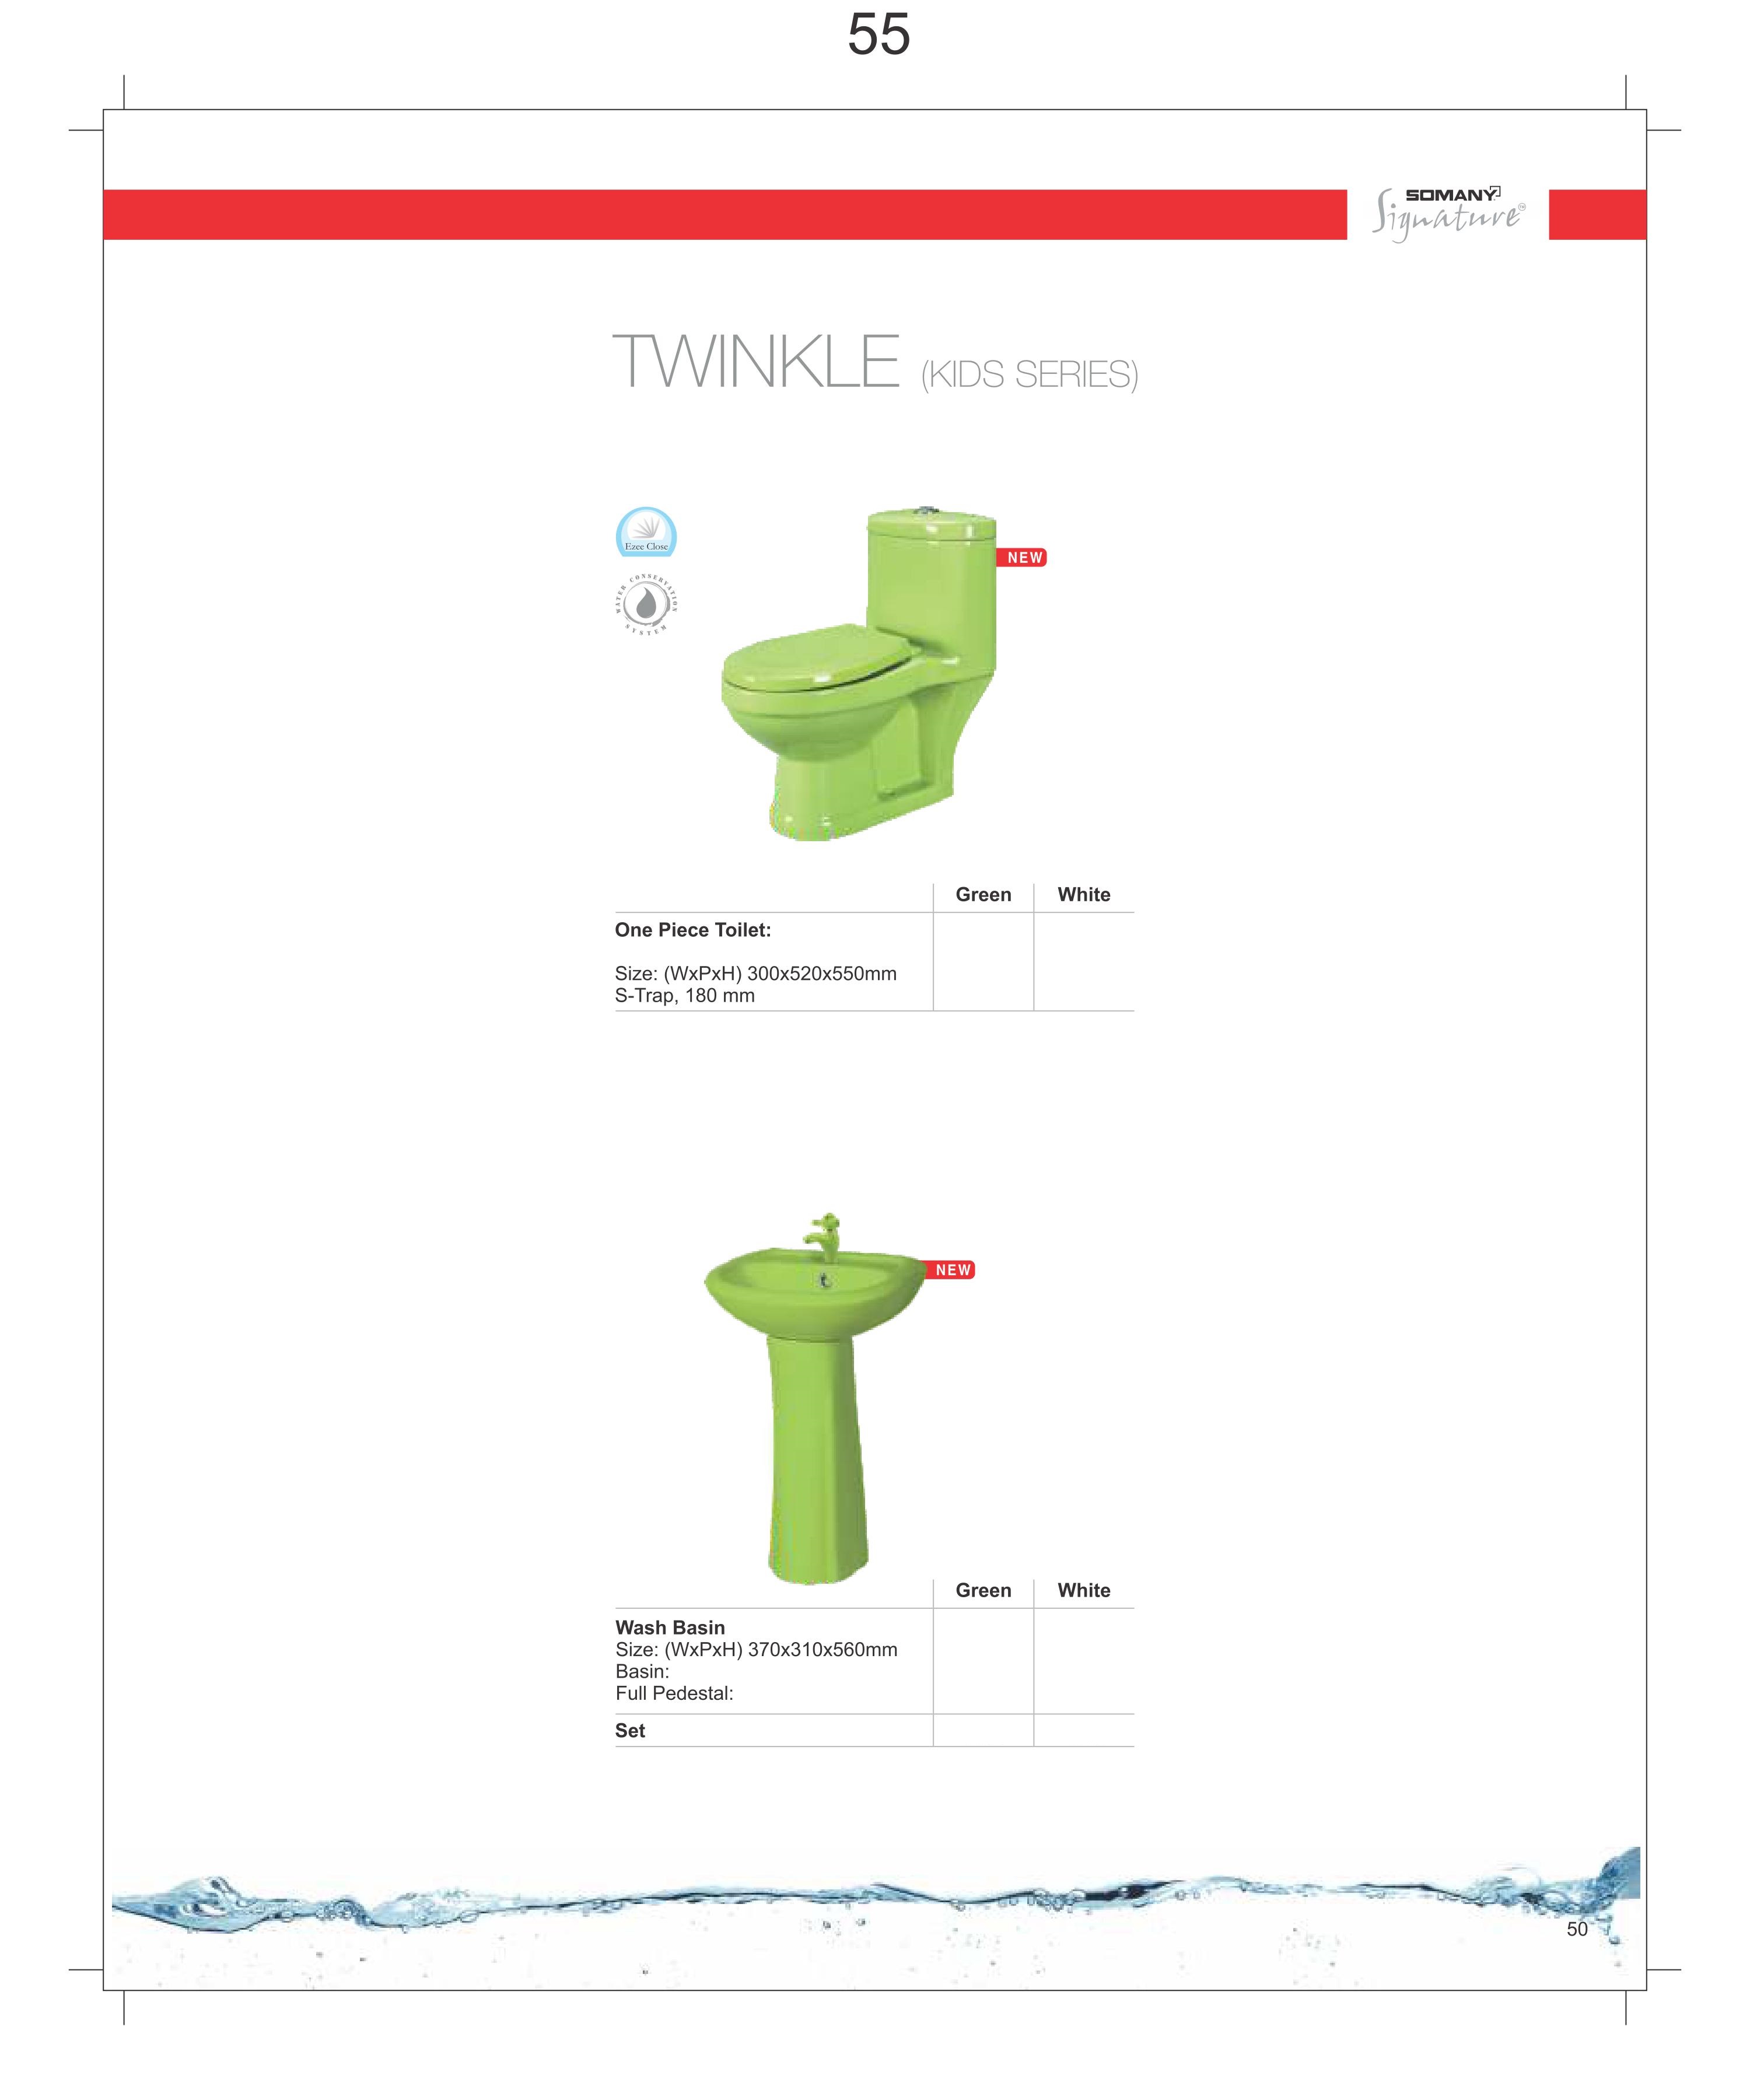 55
SOMANY
Signature
TWINKLE (KIDS SERIES)
Ezee Close
NEW
WATER CONSERVATION
SYSTEM
Green White
One Piece Toilet:
Size: (WxPxH) 300x520x550mm
S-Trap, 180 mm
NEW
Green White
Wash Basin
Size: (WxPxH) 370x310x560mm
Basin:
Full Pedestal:
Set
50